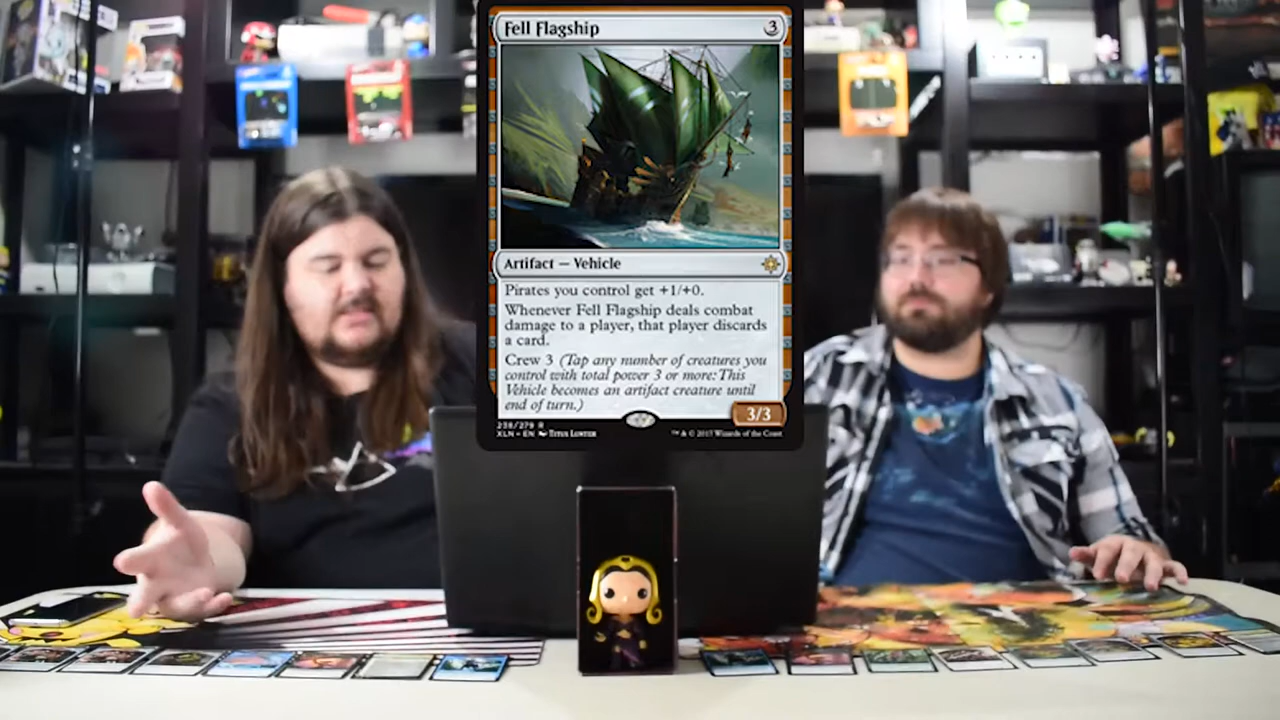 Fell Flagship 3
Artifact — Vehicle
Pirates you control get +1/+0.
Whenever Fell Flagship deals combat
damage to a player, that player discards
a card.
Crew 3 (Tap any number of creatures you
control with total power 3 or more: This
Vehicle becomes an artifact creature until
end of turn.)
3/3
238/279 R
XLN • EN Titus Lunter
™ & © 2017 Wizards of the Coast